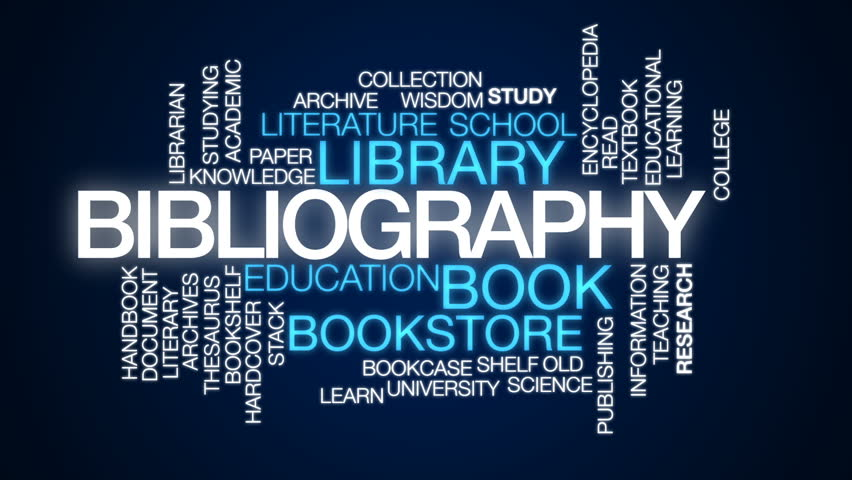 COLLECTION
ARCHIVE WISDOM STUDY
LITERATURE SCHOOL
PAPER LIBRARY
KNOWLEDGE
LIBRARIAN
STUDYING
ACADEMIC
ENCYCLOPEDIA
READ
TEXTBOOK
EDUCATIONAL
LEARNING
COLLEGE
BIBLIOGRAPHY
EDUCATION BOOK
BOOKSTORE
HANDBOOK
DOCUMENT
LITERARY
ARCHIVES
THESAURUS
BOOKSHELF
HARDCOVER
STACK
BOOKCASE SHELF OLD
LEARN UNIVERSITY SCIENCE
PUBLISHING
INFORMATION
TEACHING
RESEARCH